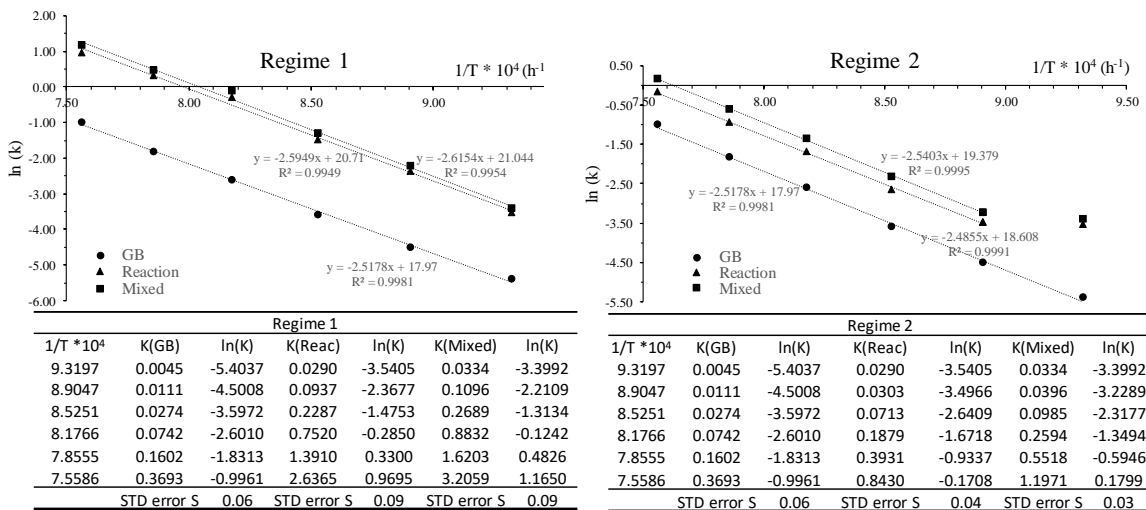 Regime 1
1/T * 10⁴ (h⁻¹
ln (k)
2.00
1.00
0.00
-1.00
-2.00
-3.00
-4.00
-5.00
-6.00
7.50 8.00 8.50 9.00
y = -2.5949x + 20.71
R² = 0.9949
y = -2.6154x + 21.044
R² = 0.9954
y = -2.5178x + 17.97
R² = 0.9981
GB
Reaction
Mixed
Regime 1
1/T *10⁴ K(GB) ln(K) K(Reac) ln(K) K(Mixed) ln(K)
9.3197 0.0045 -5.4037 0.0290 -3.5405 0.0334 -3.3992
8.9047 0.0111 -4.5008 0.0937 -2.3677 0.1096 -2.2109
8.5251 0.0274 -3.5972 0.2287 -1.4753 0.2689 -1.3134
8.1766 0.0742 -2.6010 0.7520 -0.2850 0.8832 -0.1242
7.8555 0.1602 -1.8313 1.3910 0.3300 1.6203 0.4826
7.5586 0.3693 -0.9961 2.6365 0.9695 3.2059 1.1650
STD error S 0.06 STD error S 0.09 STD error S 0.09
Regime 2
1/T * 10⁴ (h⁻¹)
ln (k)
0.50
-0.50
-1.50
-2.50
-3.50
-4.50
-5.50
7.50 8.00 8.50 9.00 9.50
y = -2.5403x + 19.379
R² = 0.9995
y = -2.5178x + 17.97
R² = 0.9981
y = -2.4855x + 18.608
R² = 0.9991
GB
Reaction
Mixed
Regime 2
1/T *10⁴ K(GB) ln(K) K(Reac) ln(K) K(Mixed) ln(K)
9.3197 0.0045 -5.4037 0.0290 -3.5405 0.0334 -3.3992
8.9047 0.0111 -4.5008 0.0303 -3.4966 0.0396 -3.2289
8.5251 0.0274 -3.5972 0.0713 -2.6409 0.0985 -2.3177
8.1766 0.0742 -2.6010 0.1879 -1.6718 0.2594 -1.3494
7.8555 0.1602 -1.8313 0.3931 -0.9337 0.5518 -0.5946
7.5586 0.3693 -0.9961 0.8430 -0.1708 1.1971 0.1799
STD error S 0.06 STD error S 0.04 STD error S 0.03